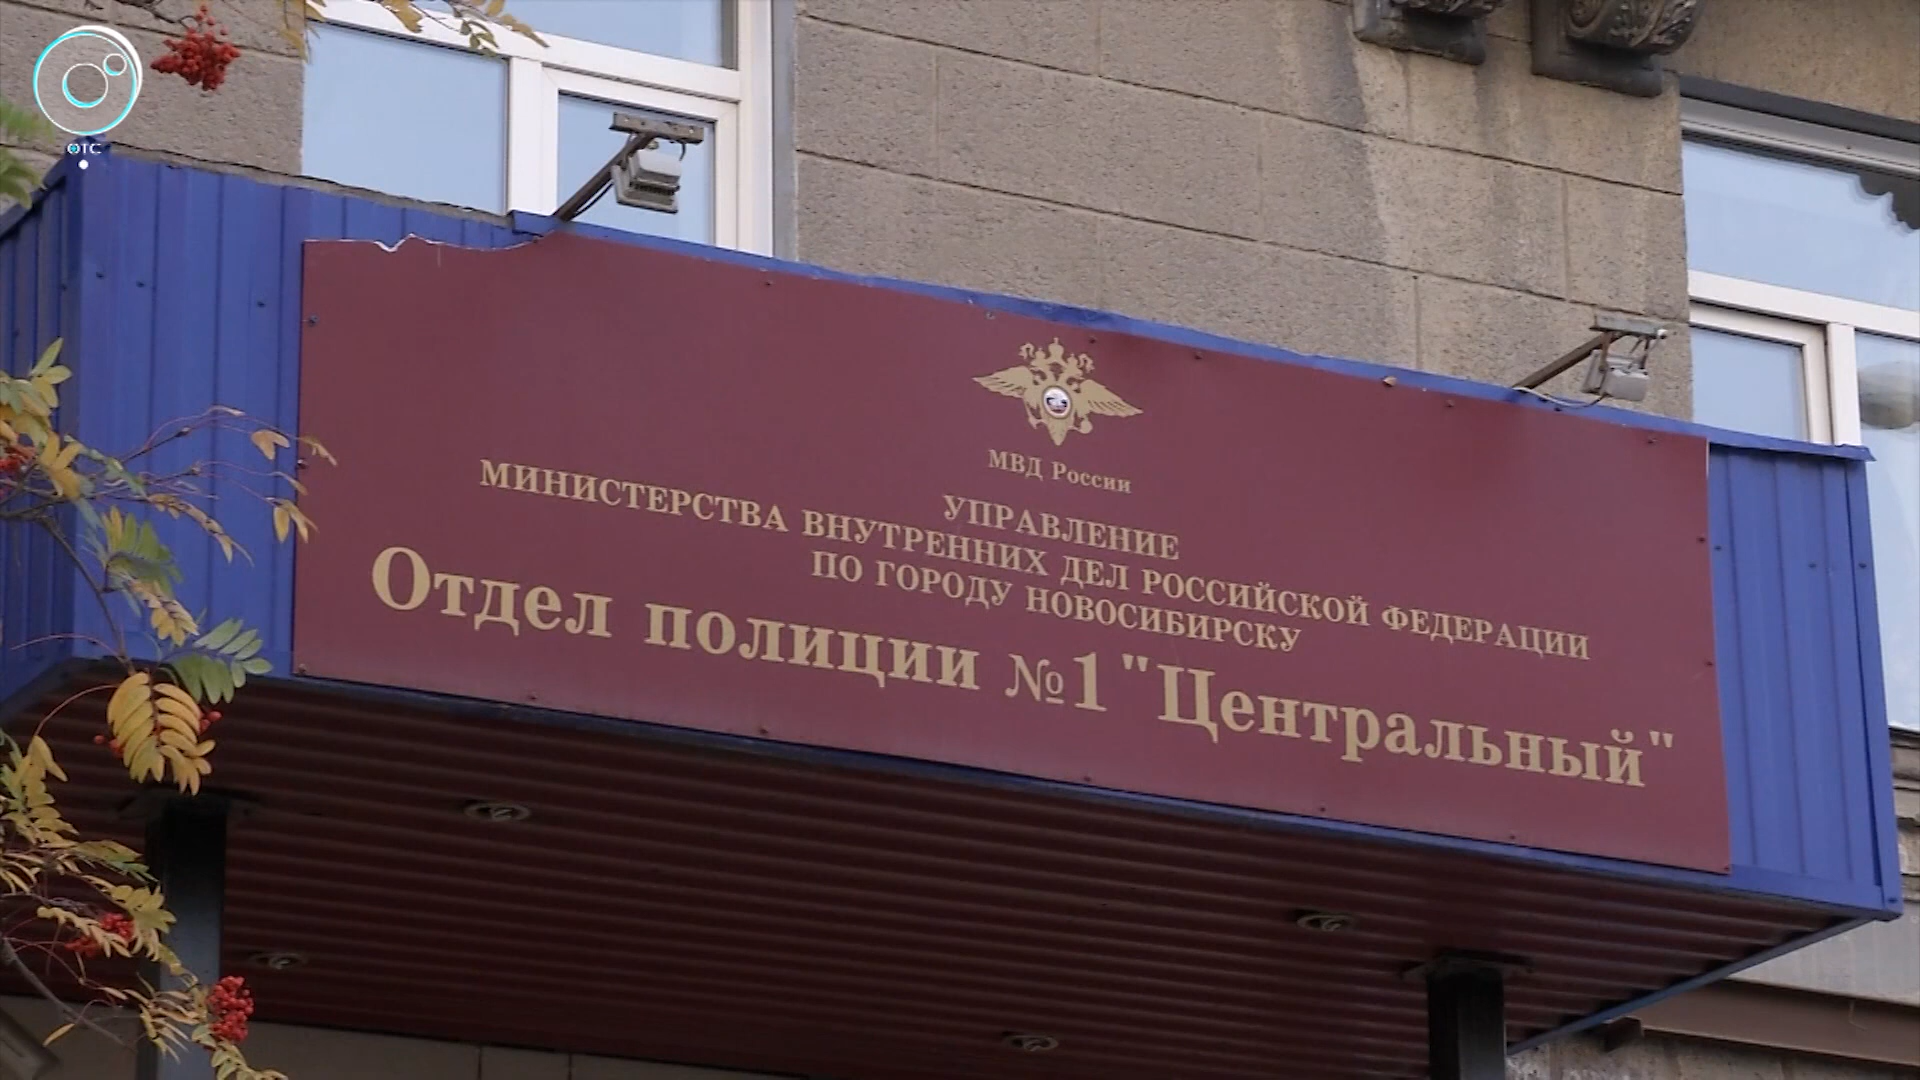 ОТС
МВД России
УПРАВЛЕНИЕ
МИНИСТЕРСТВА ВНУТРЕННИХ ДЕЛ РОССИЙСКОЙ ФЕДЕРАЦИИ
ПО ГОРОДУ НОВОСИБИРСКУ
Отдел полиции №1 "Центральный"